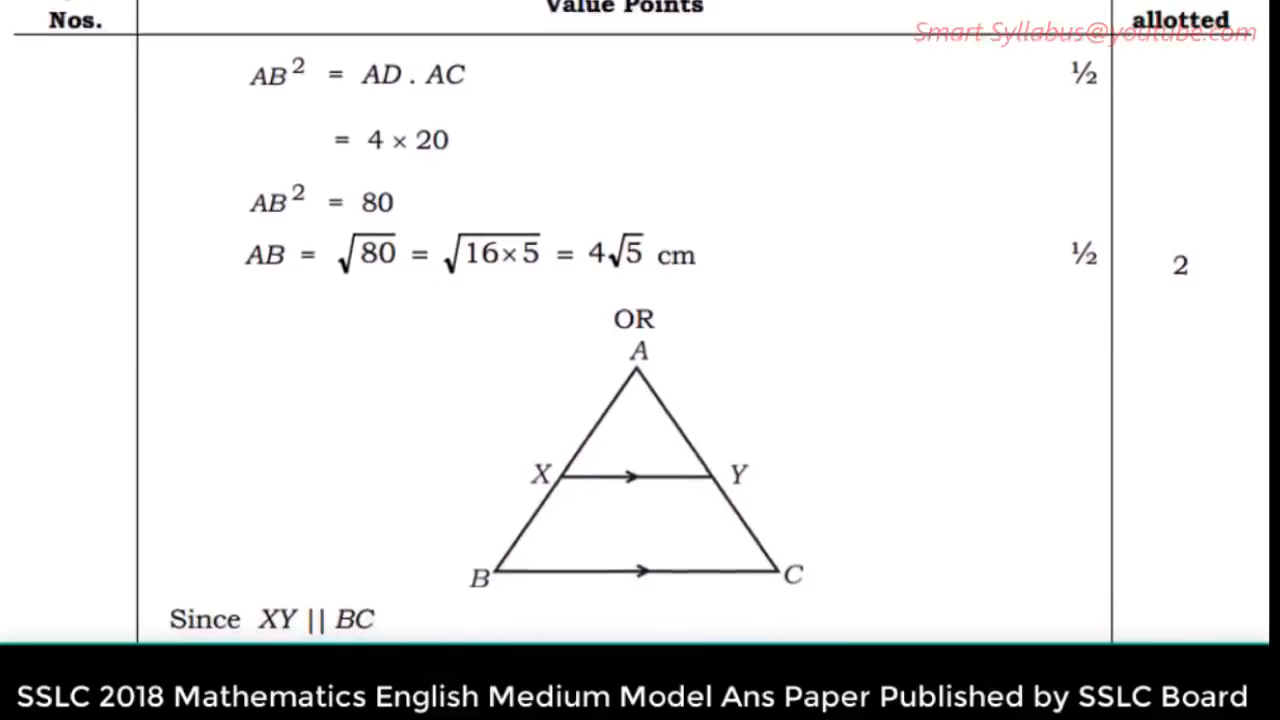 Value Points
Nos.
allotted
Smart Syllabus@youtube.com
AB² = AD . AC ½
= 4 × 20
AB² = 80
AB = √80 = √16×5 = 4√5 cm ½ 2
OR
A
X Y
B C
Since XY || BC
SSLC 2018 Mathematics English Medium Model Ans Paper Published by SSLC Board